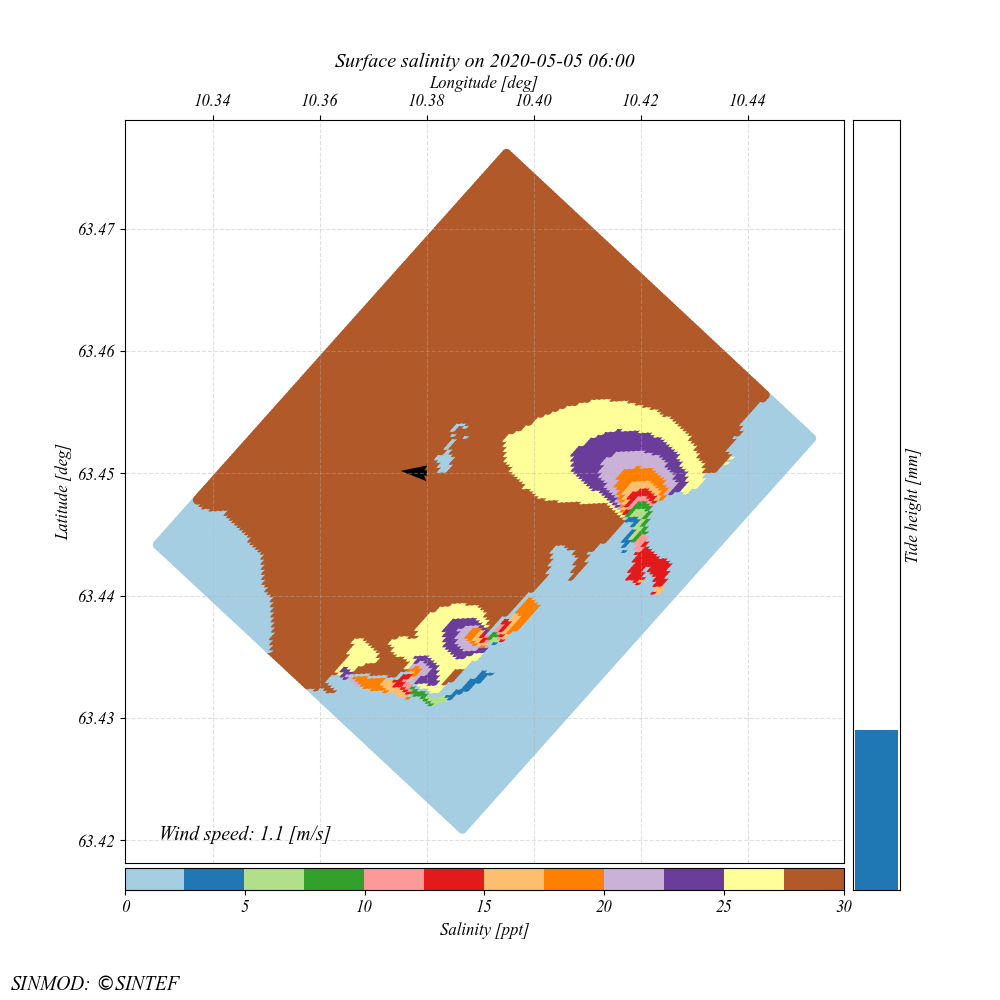 Surface salinity on 2020-05-05 06:00
Longitude [deg]
10.34 10.36 10.38 10.40 10.42 10.44
63.47
63.46
63.45
63.44
63.43
63.42
Latitude [deg]
Tide height [mm]
Wind speed: 1.1 [m/s]
0 5 10 15 20 25 30
Salinity [ppt]
SINMOD: ©SINTEF